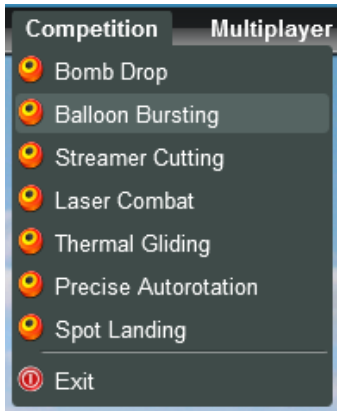 Competition Multiplayer
Bomb Drop
Balloon Bursting
Streamer Cutting
Laser Combat
Thermal Gliding
Precise Autorotation
Spot Landing
Exit